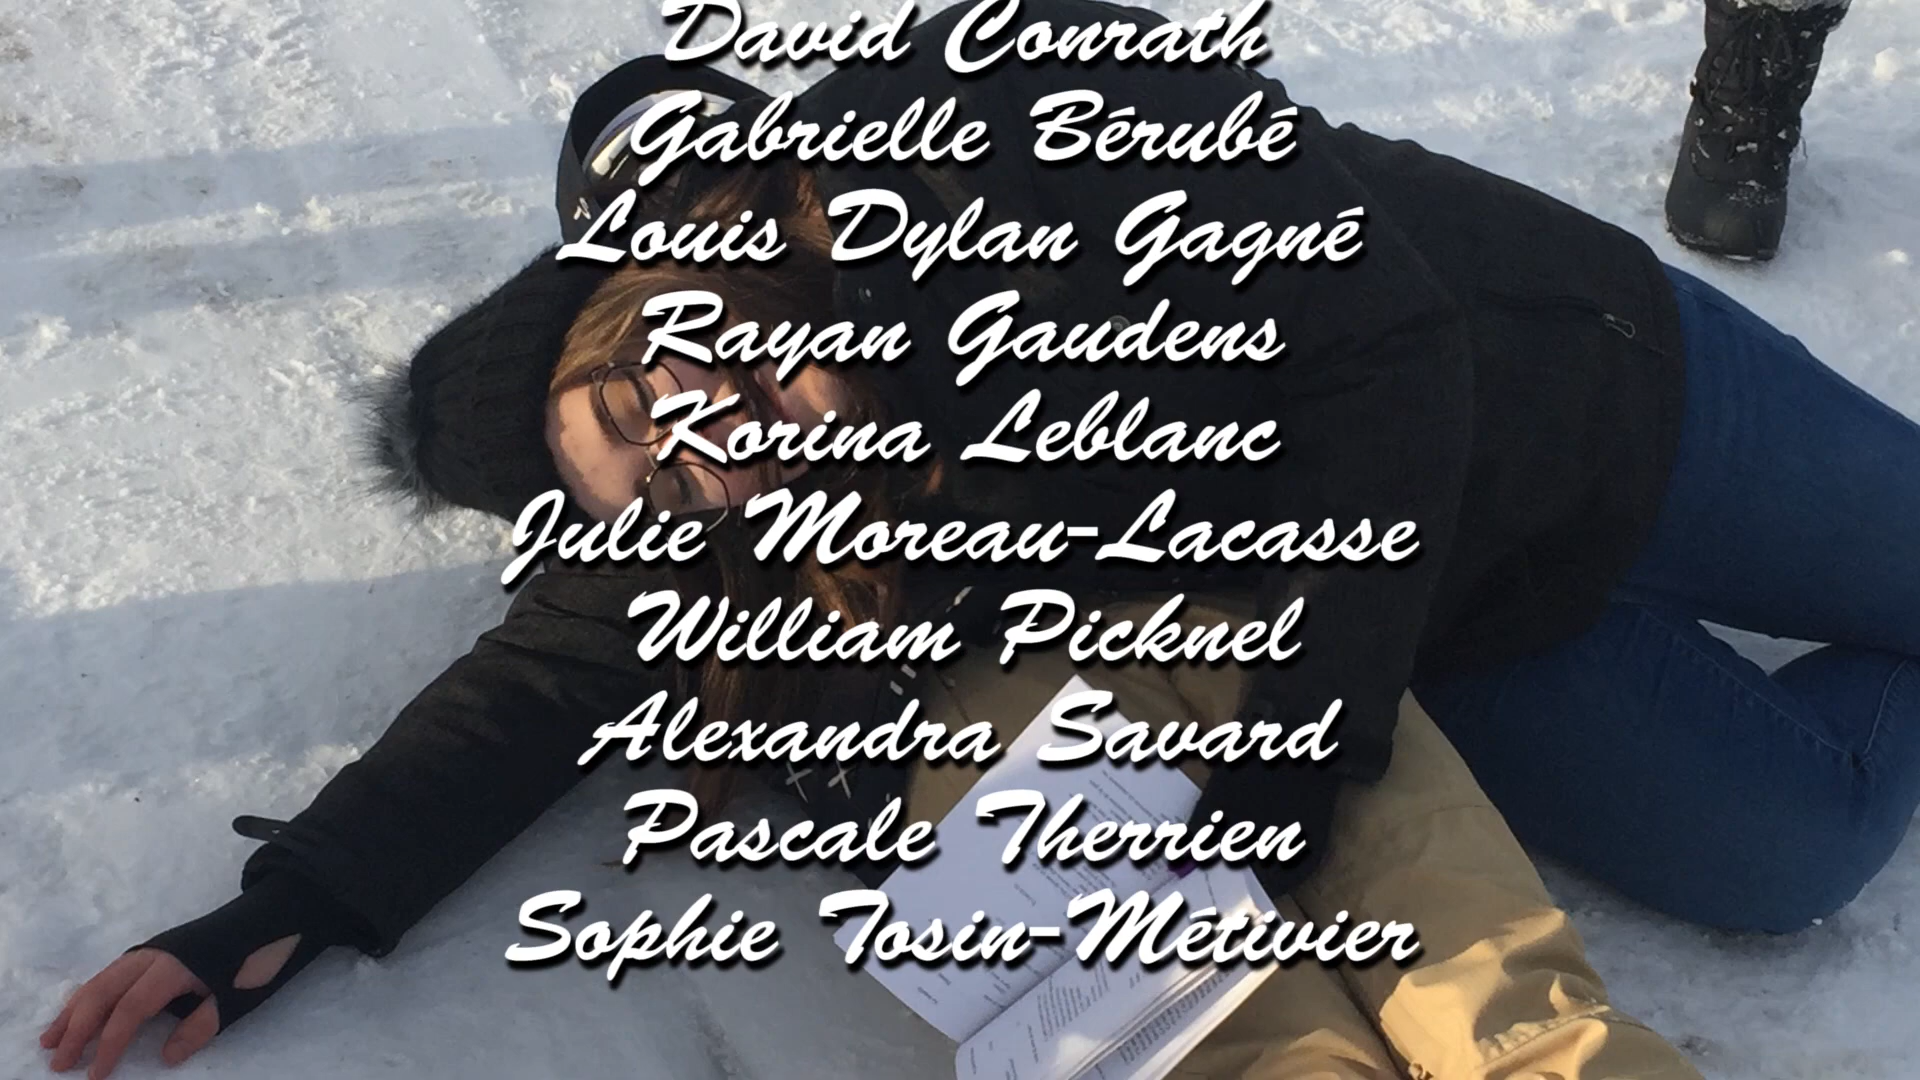 David Conrath
Gabrielle Bérubé
Louis Dylan Gagné
Rayan Gaudens
Korina Leblanc
Julie Moreau-Lacasse
William Picknel
Alexandra Savard
Pascale Therrien
Sophie Tosin-Métivier